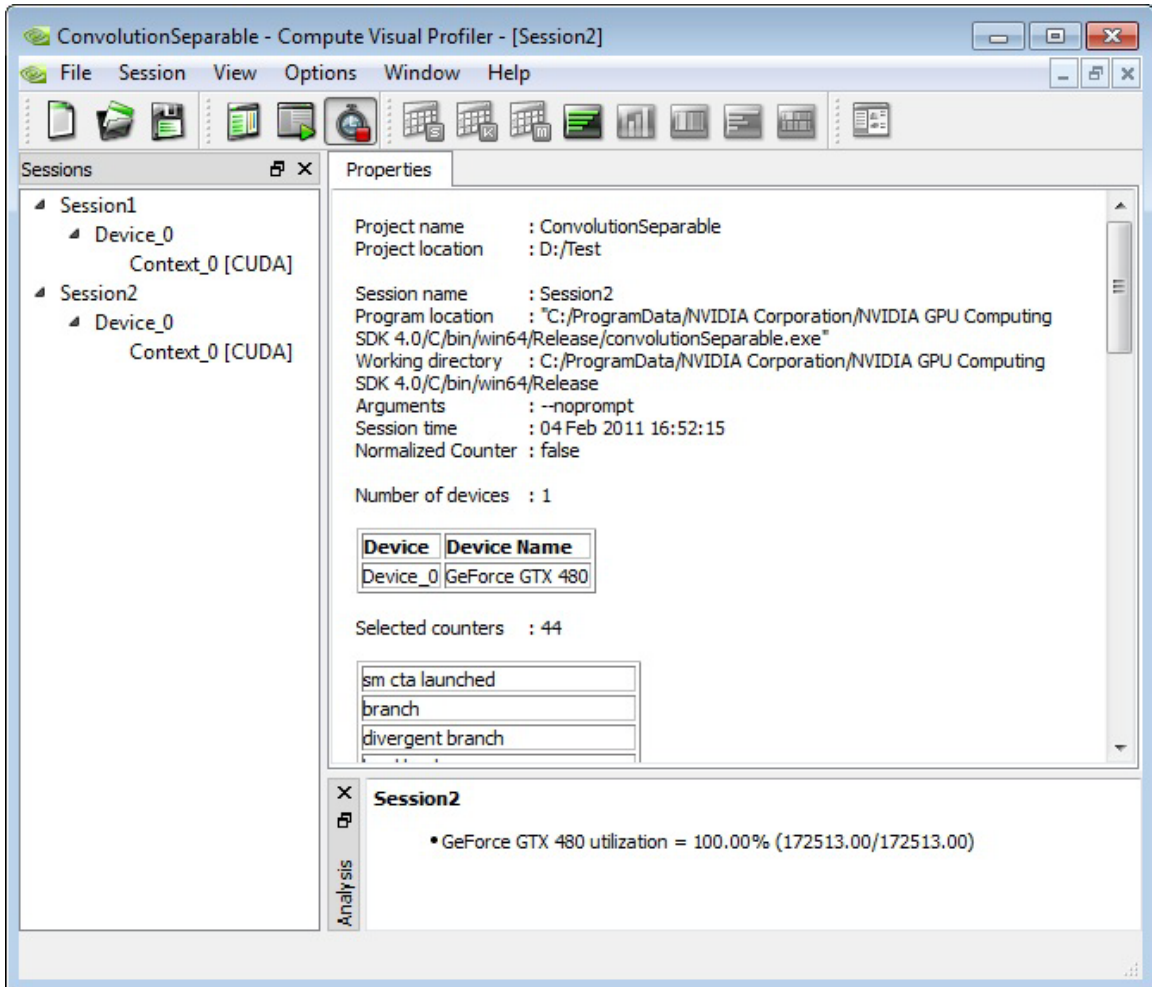 ConvolutionSeparable - Compute Visual Profiler - [Session2]
File Session View Options Window Help
Sessions
Session1
Device_0
Context_0 [CUDA]
Session2
Device_0
Context_0 [CUDA]
Properties
Project name : ConvolutionSeparable
Project location : D:/Test
Session name : Session2
Program location : "C:/ProgramData/NVIDIA Corporation/NVIDIA GPU Computing
SDK 4.0/C/bin/win64/Release/convolutionSeparable.exe"
Working directory : C:/ProgramData/NVIDIA Corporation/NVIDIA GPU Computing
SDK 4.0/C/bin/win64/Release
Arguments : --noprompt
Session time : 04 Feb 2011 16:52:15
Normalized Counter : false
Number of devices : 1
Device Device Name
Device_0 GeForce GTX 480
Selected counters : 44
sm cta launched
branch
divergent branch
Analysis
Session2
•GeForce GTX 480 utilization = 100.00% (172513.00/172513.00)